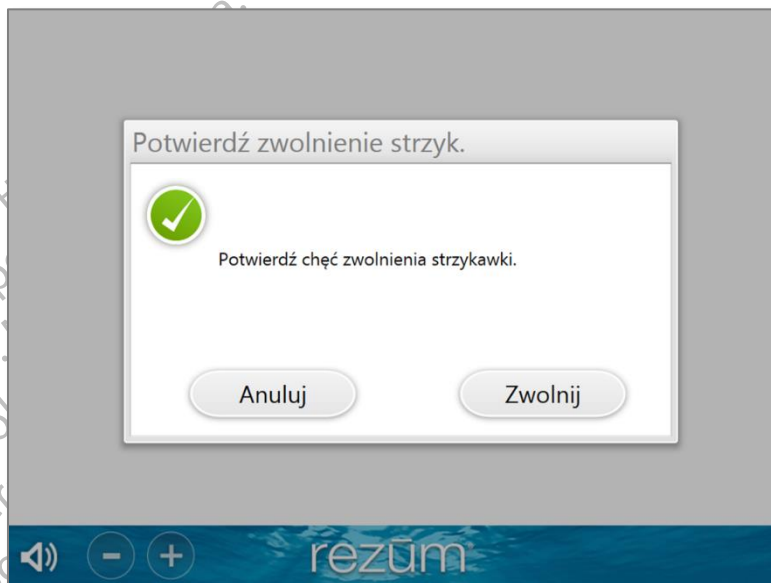 Potwierdź zwolnienie strzyk.
Potwierdź chęć zwolnienia strzykawki.
Anuluj
Zwolnij
rezūm